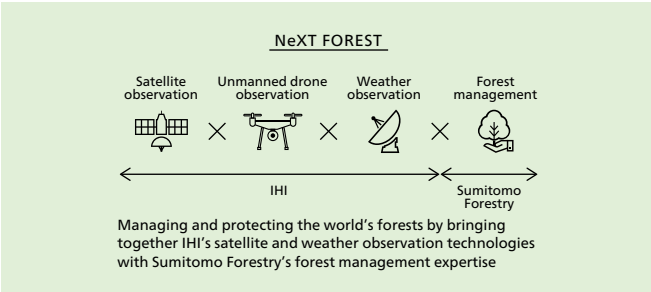 NeXT FOREST
Satellite observation
Unmanned drone observation
Weather observation
Forest management
IHI
Sumitomo Forestry
Managing and protecting the world's forests by bringing
together IHI's satellite and weather observation technologies
with Sumitomo Forestry's forest management expertise